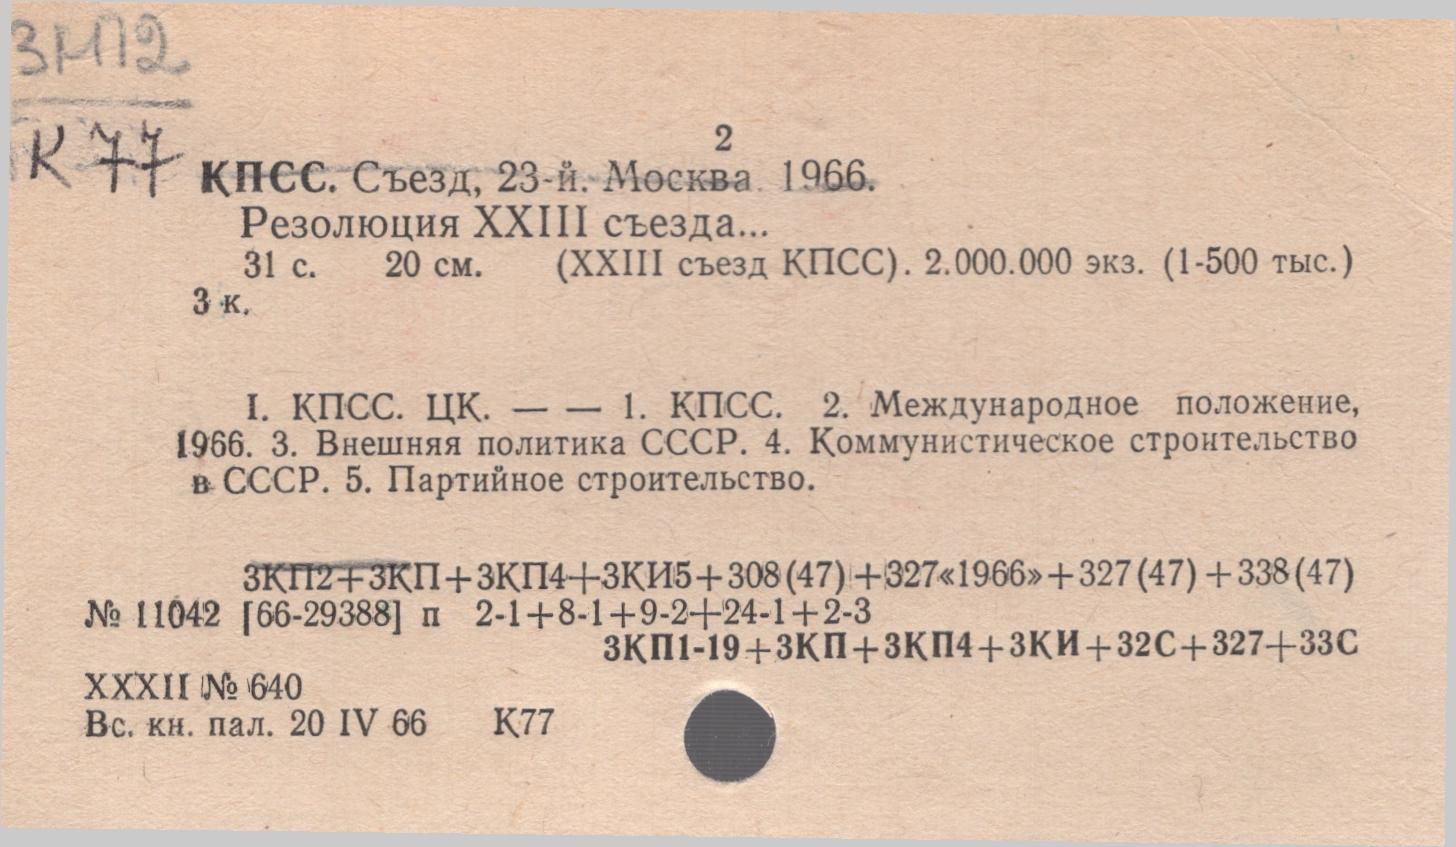 3КП2
К77
2
КПСС. Съезд, 23-й. Москва. 1966.
Резолюция XXIII съезда...
31 с. 20 см. (XXIII съезд КПСС). 2.000.000 экз. (1-500 тыс.)
3 к.
I. КПСС. ЦК. — — 1. КПСС. 2. Международное положение,
1966. 3. Внешняя политика СССР. 4. Коммунистическое строительство
в СССР. 5. Партийное строительство.
3КП2+3КП+3КП4+3КИ5+308(47)+327«1966»+327(47)+338(47)
№ 11042 [66-29388] п 2-1+8-1+9-2+24-1+2-3
3КП1-19+3КП+3КП4+3КИ+32С+327+33С
XXXII № 640
Вс. кн. пал. 20 IV 66 К77